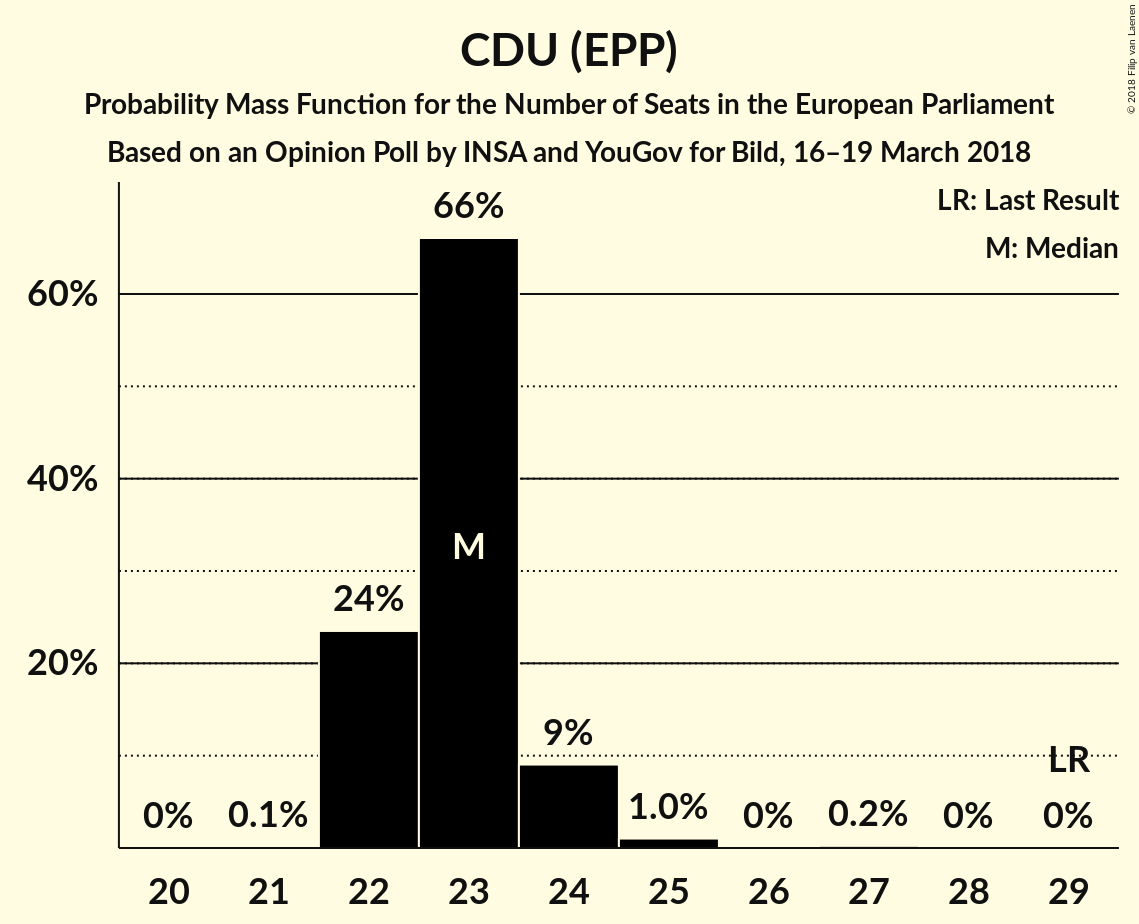 CDU (EPP)
Probability Mass Function for the Number of Seats in the European Parliament
Based on an Opinion Poll by INSA and YouGov for Bild, 16–19 March 2018
© 2018 Filip van Laenen
LR: Last Result
M: Median
66%
60%
40%
M
24%
20%
9%
LR
0%
0.1%
1.0%
0%
0.2%
0%
0%
20 21 22 23 24 25 26 27 28 29